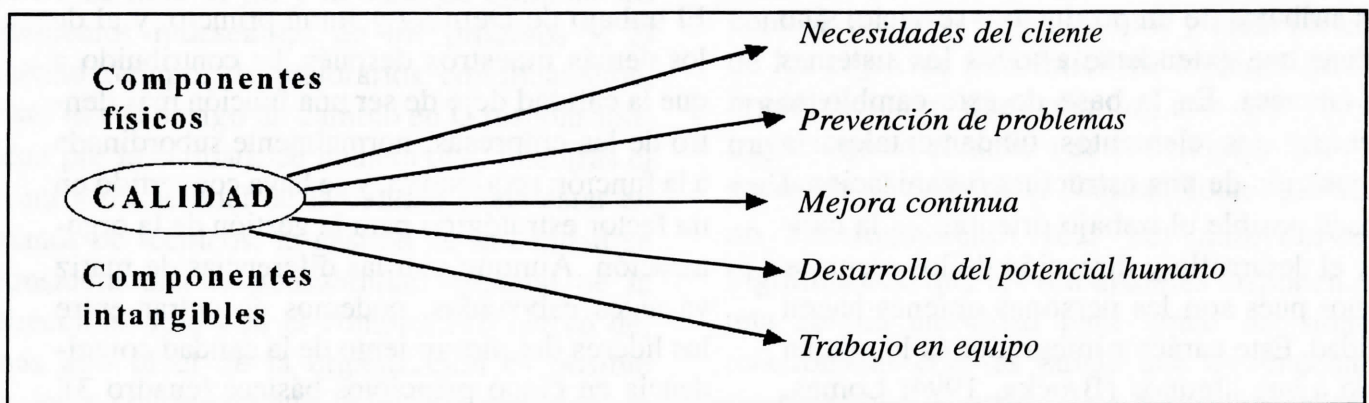 Necesidades del cliente
Componentes
físicos
Prevención de problemas
CALIDAD
Mejora continua
Componentes
intangibles
Desarrollo del potencial humano
Trabajo en equipo